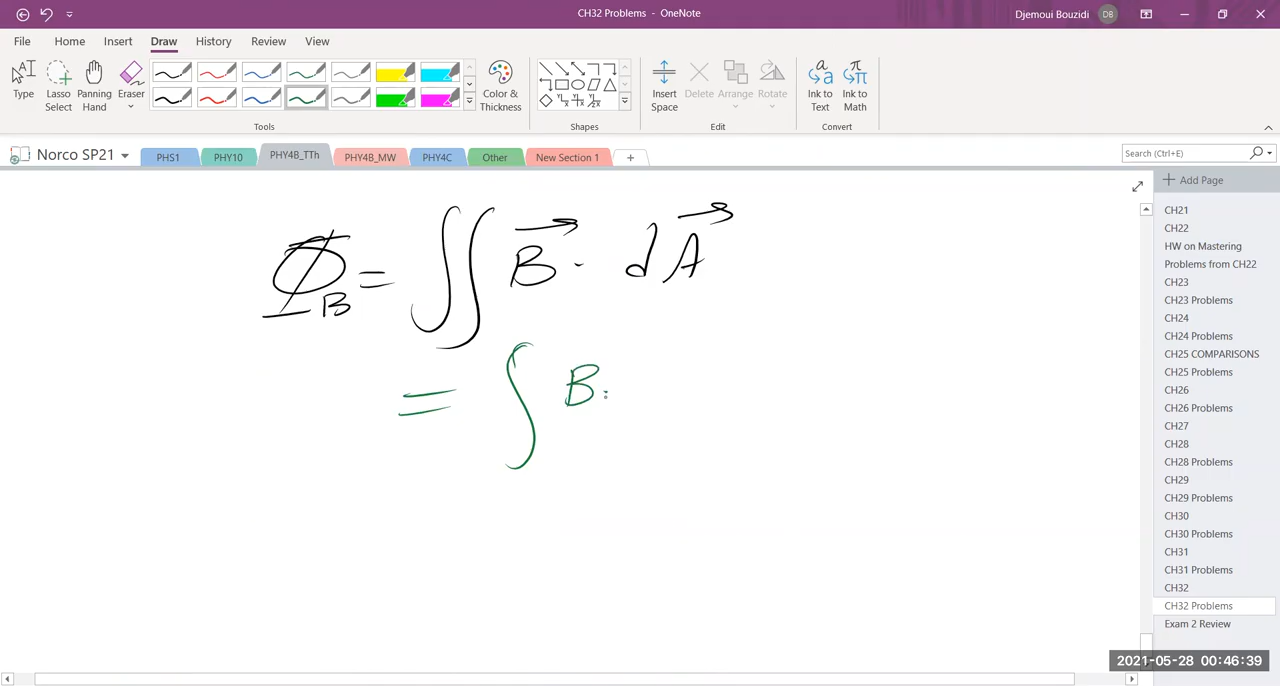 CH32 Problems - OneNote
Djemoui Bouzidi DB
File Home Insert Draw History Review View
Type Lasso Select Panning Hand Eraser Color & Thickness Insert Space Delete Arrange Rotate Ink to Text Ink to Math
Tools Shapes Edit Convert
Norco SP21 PHS1 PHY10 PHY4B_TTh PHY4B_MW PHY4C Other New Section 1 Search (Ctrl+E)
Add Page
CH21
CH22
HW on Mastering
Problems from CH22
CH23
CH23 Problems
CH24
CH24 Problems
CH25 COMPARISONS
CH25 Problems
CH26
CH26 Problems
CH27
CH28
CH28 Problems
CH29
CH29 Problems
CH30
CH30 Problems
CH31
CH31 Problems
CH32
CH32 Problems
Exam 2 Review
Φ_B = ∬ B⃗ · dA⃗
= ∫ B ·
2021-05-28 00:46:39